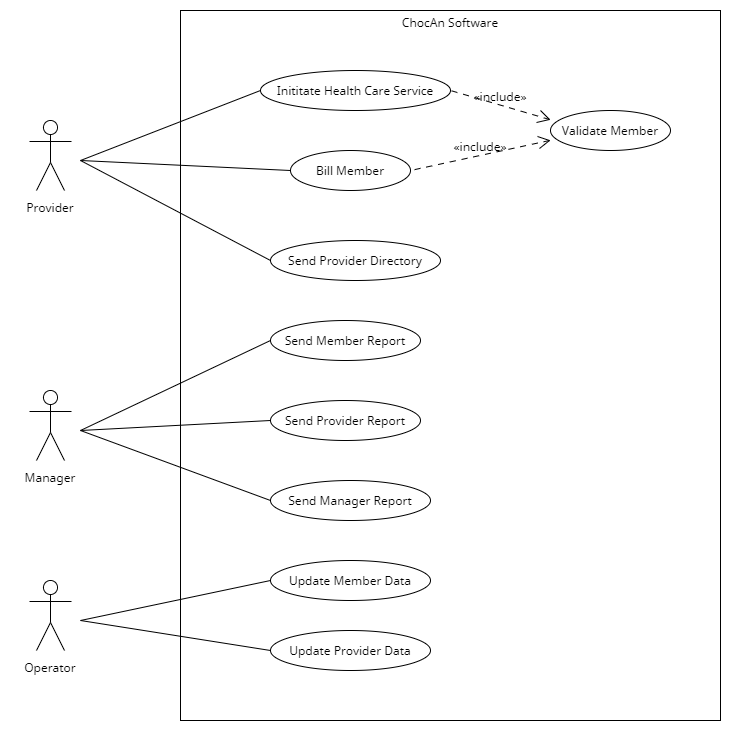 ChocAn Software
Inititate Health Care Service
«include»
Validate Member
«include»
Bill Member
Provider
Send Provider Directory
Send Member Report
Send Provider Report
Manager
Send Manager Report
Update Member Data
Update Provider Data
Operator